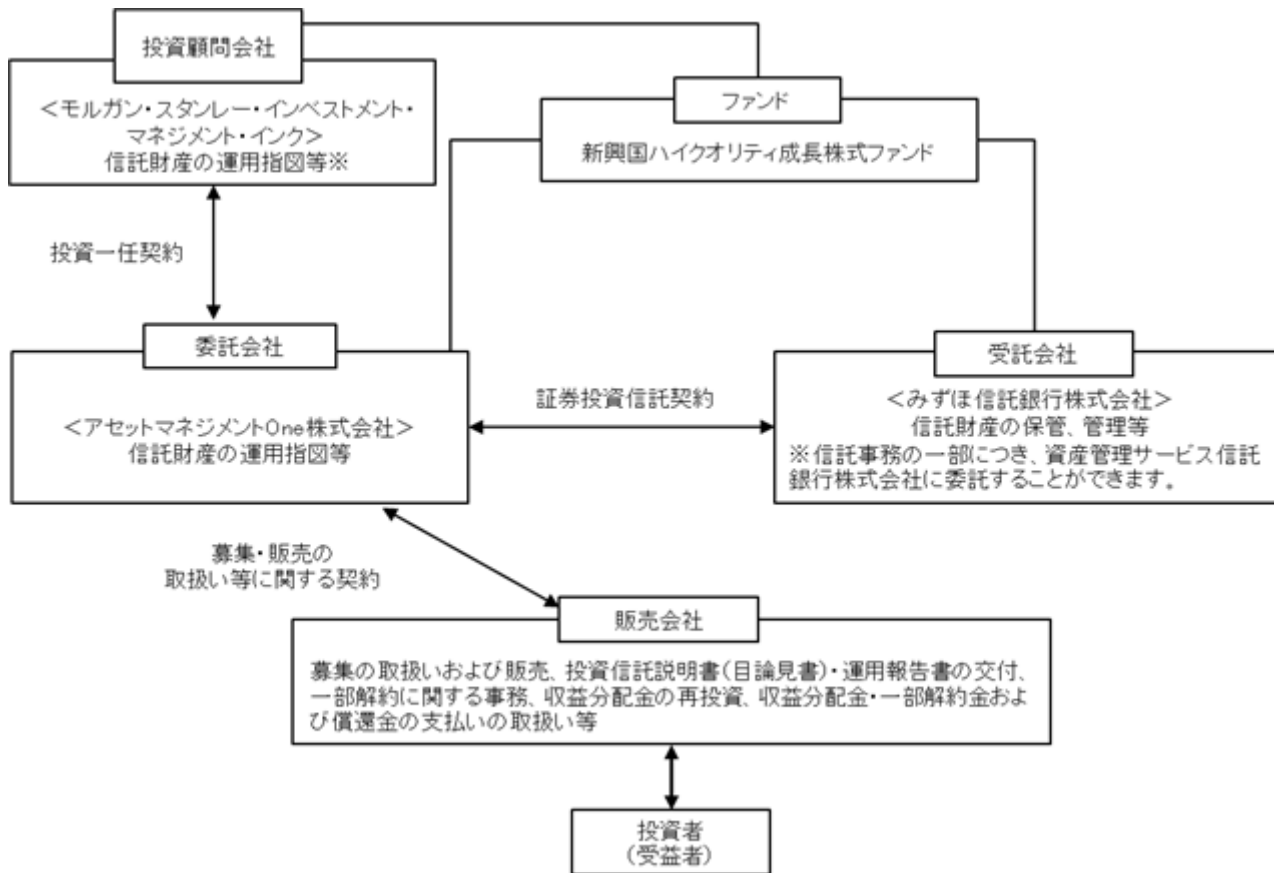 投資顧問会社
<モルガン・スタンレー・インベストメント・
マネジメント・インク>
信託財産の運用指図等※
ファンド
新興国ハイクオリティ成長株式ファンド
投資一任契約
委託会社
<アセットマネジメントOne株式会社>
信託財産の運用指図等
証券投資信託契約
受託会社
<みずほ信託銀行株式会社>
信託財産の保管、管理等
※信託事務の一部につき、資産管理サービス信託
銀行株式会社に委託することができます。
募集・販売の
取扱い等に関する契約
販売会社
募集の取扱いおよび販売、投資信託説明書(目論見書)・運用報告書の交付、
一部解約に関する事務、収益分配金の再投資、収益分配金・一部解約金およ
び償還金の支払いの取扱い等
投資者
(受益者)